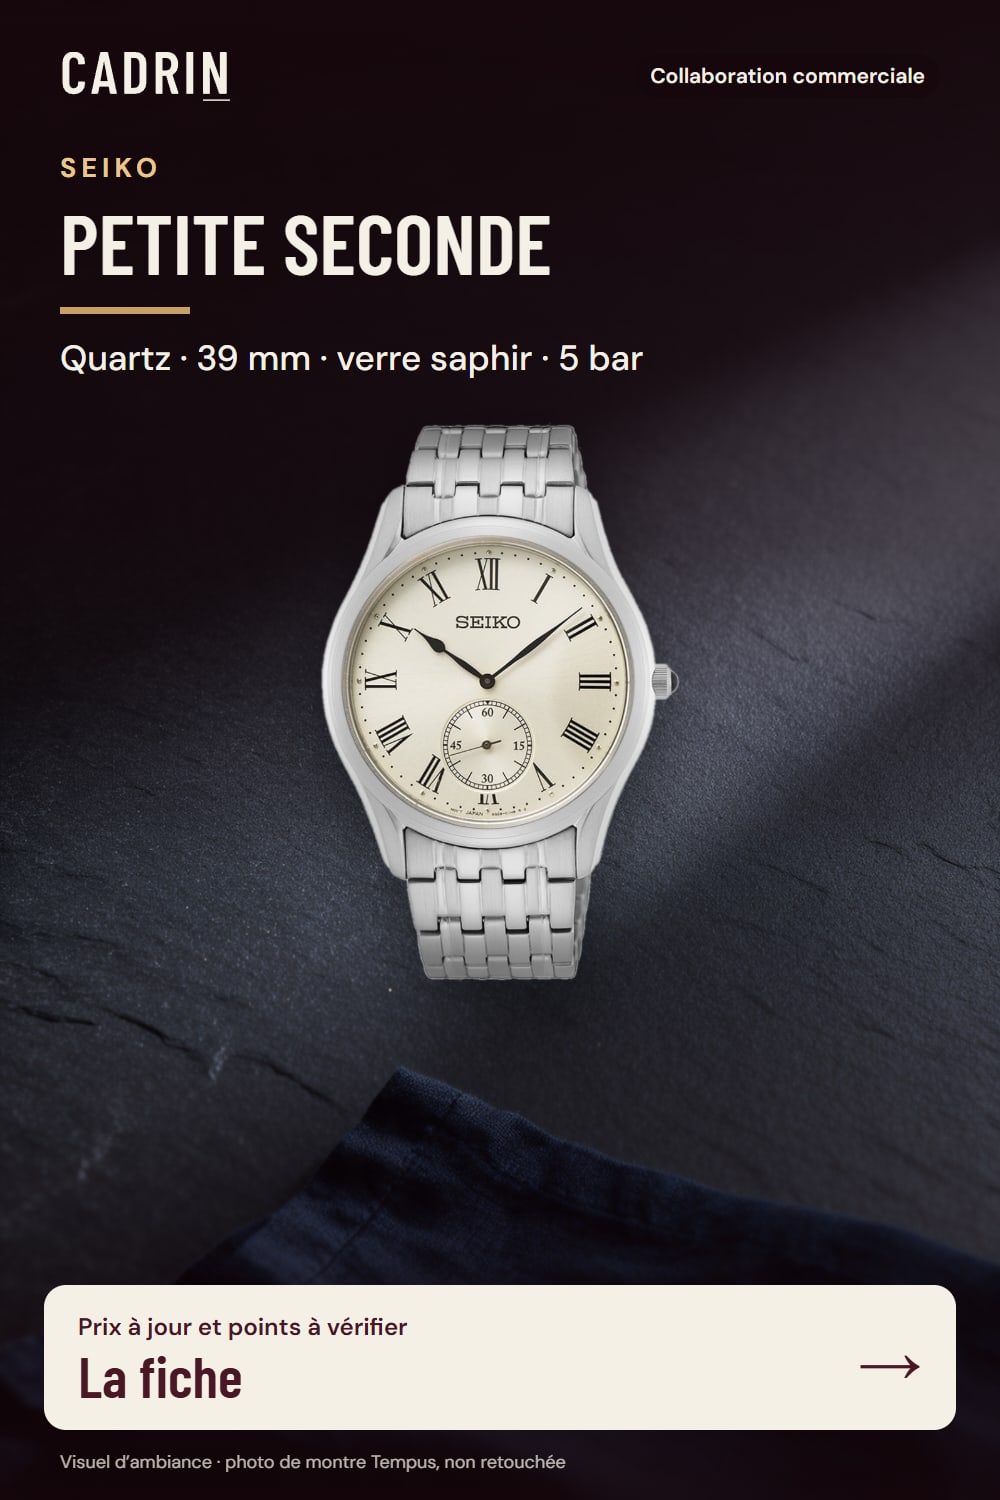 CADRIN
Collaboration commerciale
SEIKO
PETITE SECONDE
Quartz · 39 mm · verre saphir · 5 bar
XII
XI
I
X
SEIKO
II
IX
III
60
VIII
45
15
IIII
30
VII
V
VI
JAPAN
Prix à jour et points à vérifier
La fiche
→
Visuel d’ambiance · photo de montre Tempus, non retouchée